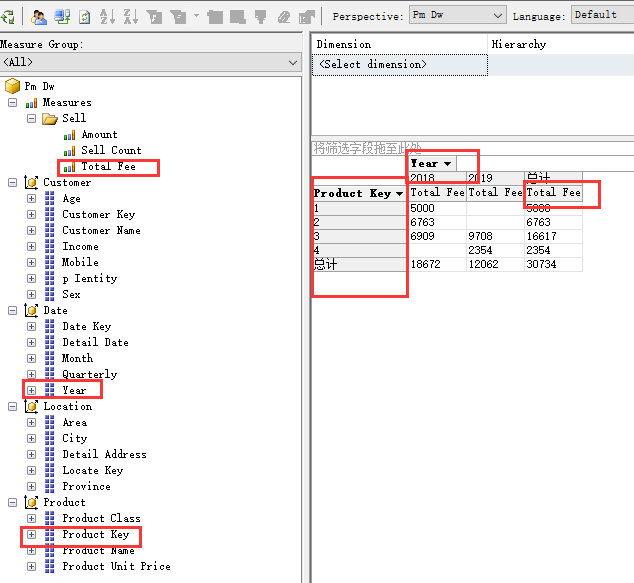 Perspective: Pm Dw Language: Default
Measure Group:
<All>
Pm Dw
Measures
Sell
Amount
Sell Count
Total Fee
Customer
Age
Customer Key
Customer Name
Income
Mobile
p Ientity
Sex
Date
Date Key
Detail Date
Month
Quarterly
Year
Location
Area
City
Detail Address
Locate Key
Province
Product
Product Class
Product Key
Product Name
Product Unit Price
Dimension Hierarchy
<Select dimension>
将筛选字段拖至此处
Year
2018 2019 总计
Product Key Total Fee Total Fee Total Fee
1 5000 5000
2 6763 6763
3 6909 9708 16617
4 2354 2354
总计 18672 12062 30734